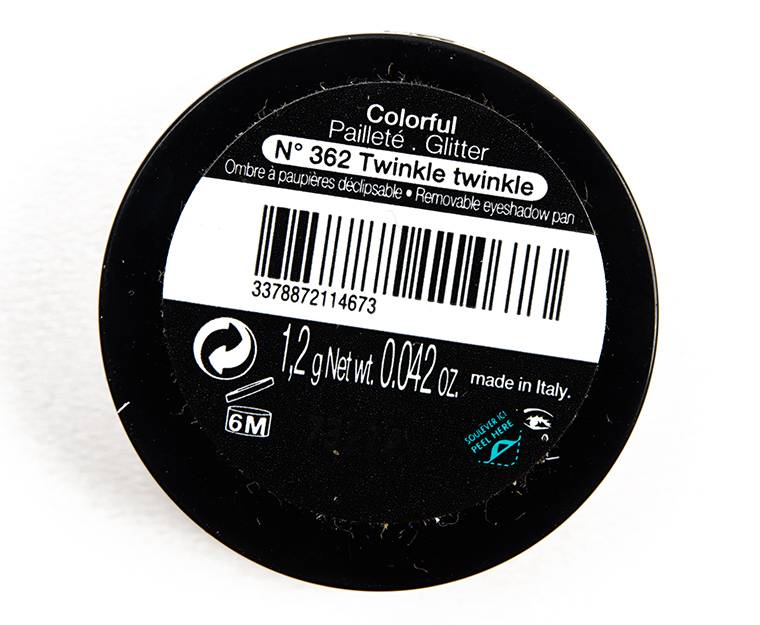 Colorful
Pailleté . Glitter
N° 362 Twinkle twinkle
Ombre à paupières déclipsable • Removable eyeshadow pan
3378872114673
1,2 g Net wt. 0.042 oz. made in Italy.
6M
SOULEVER ICI
PEEL HERE